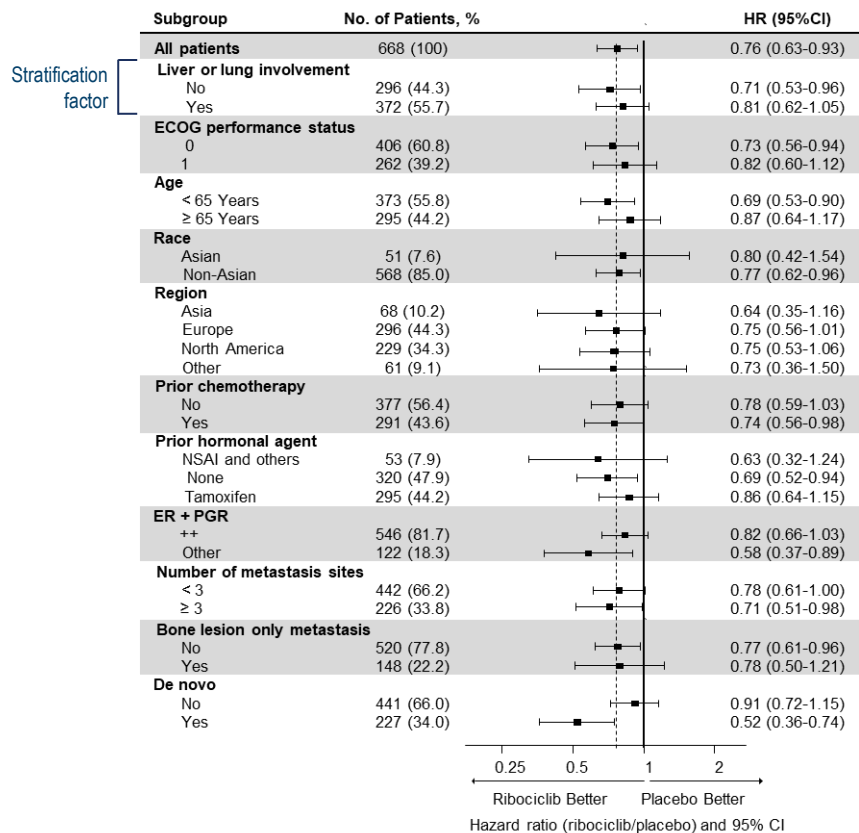 Subgroup No. of Patients, % HR (95%CI)
All patients 668 (100) 0.76 (0.63-0.93)
Stratification factor
Liver or lung involvement
No 296 (44.3) 0.71 (0.53-0.96)
Yes 372 (55.7) 0.81 (0.62-1.05)
ECOG performance status
0 406 (60.8) 0.73 (0.56-0.94)
1 262 (39.2) 0.82 (0.60-1.12)
Age
< 65 Years 373 (55.8) 0.69 (0.53-0.90)
≥ 65 Years 295 (44.2) 0.87 (0.64-1.17)
Race
Asian 51 (7.6) 0.80 (0.42-1.54)
Non-Asian 568 (85.0) 0.77 (0.62-0.96)
Region
Asia 68 (10.2) 0.64 (0.35-1.16)
Europe 296 (44.3) 0.75 (0.56-1.01)
North America 229 (34.3) 0.75 (0.53-1.06)
Other 61 (9.1) 0.73 (0.36-1.50)
Prior chemotherapy
No 377 (56.4) 0.78 (0.59-1.03)
Yes 291 (43.6) 0.74 (0.56-0.98)
Prior hormonal agent
NSAI and others 53 (7.9) 0.63 (0.32-1.24)
None 320 (47.9) 0.69 (0.52-0.94)
Tamoxifen 295 (44.2) 0.86 (0.64-1.15)
ER + PGR
++ 546 (81.7) 0.82 (0.66-1.03)
Other 122 (18.3) 0.58 (0.37-0.89)
Number of metastasis sites
< 3 442 (66.2) 0.78 (0.61-1.00)
≥ 3 226 (33.8) 0.71 (0.51-0.98)
Bone lesion only metastasis
No 520 (77.8) 0.77 (0.61-0.96)
Yes 148 (22.2) 0.78 (0.50-1.21)
De novo
No 441 (66.0) 0.91 (0.72-1.15)
Yes 227 (34.0) 0.52 (0.36-0.74)
0.25 0.5 1 2
Ribociclib Better Placebo Better
Hazard ratio (ribociclib/placebo) and 95% CI